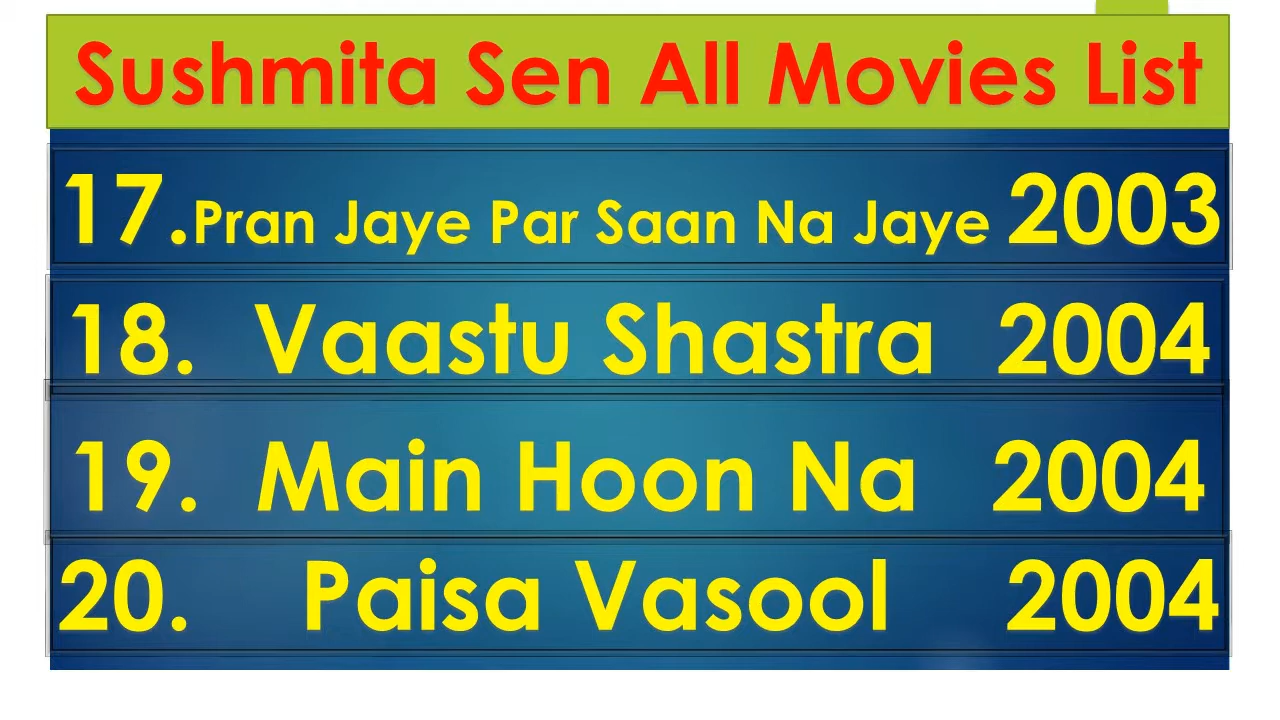 Sushmita Sen All Movies List
17.Pran Jaye Par Saan Na Jaye 2003
18. Vaastu Shastra 2004
19. Main Hoon Na 2004
20. Paisa Vasool 2004